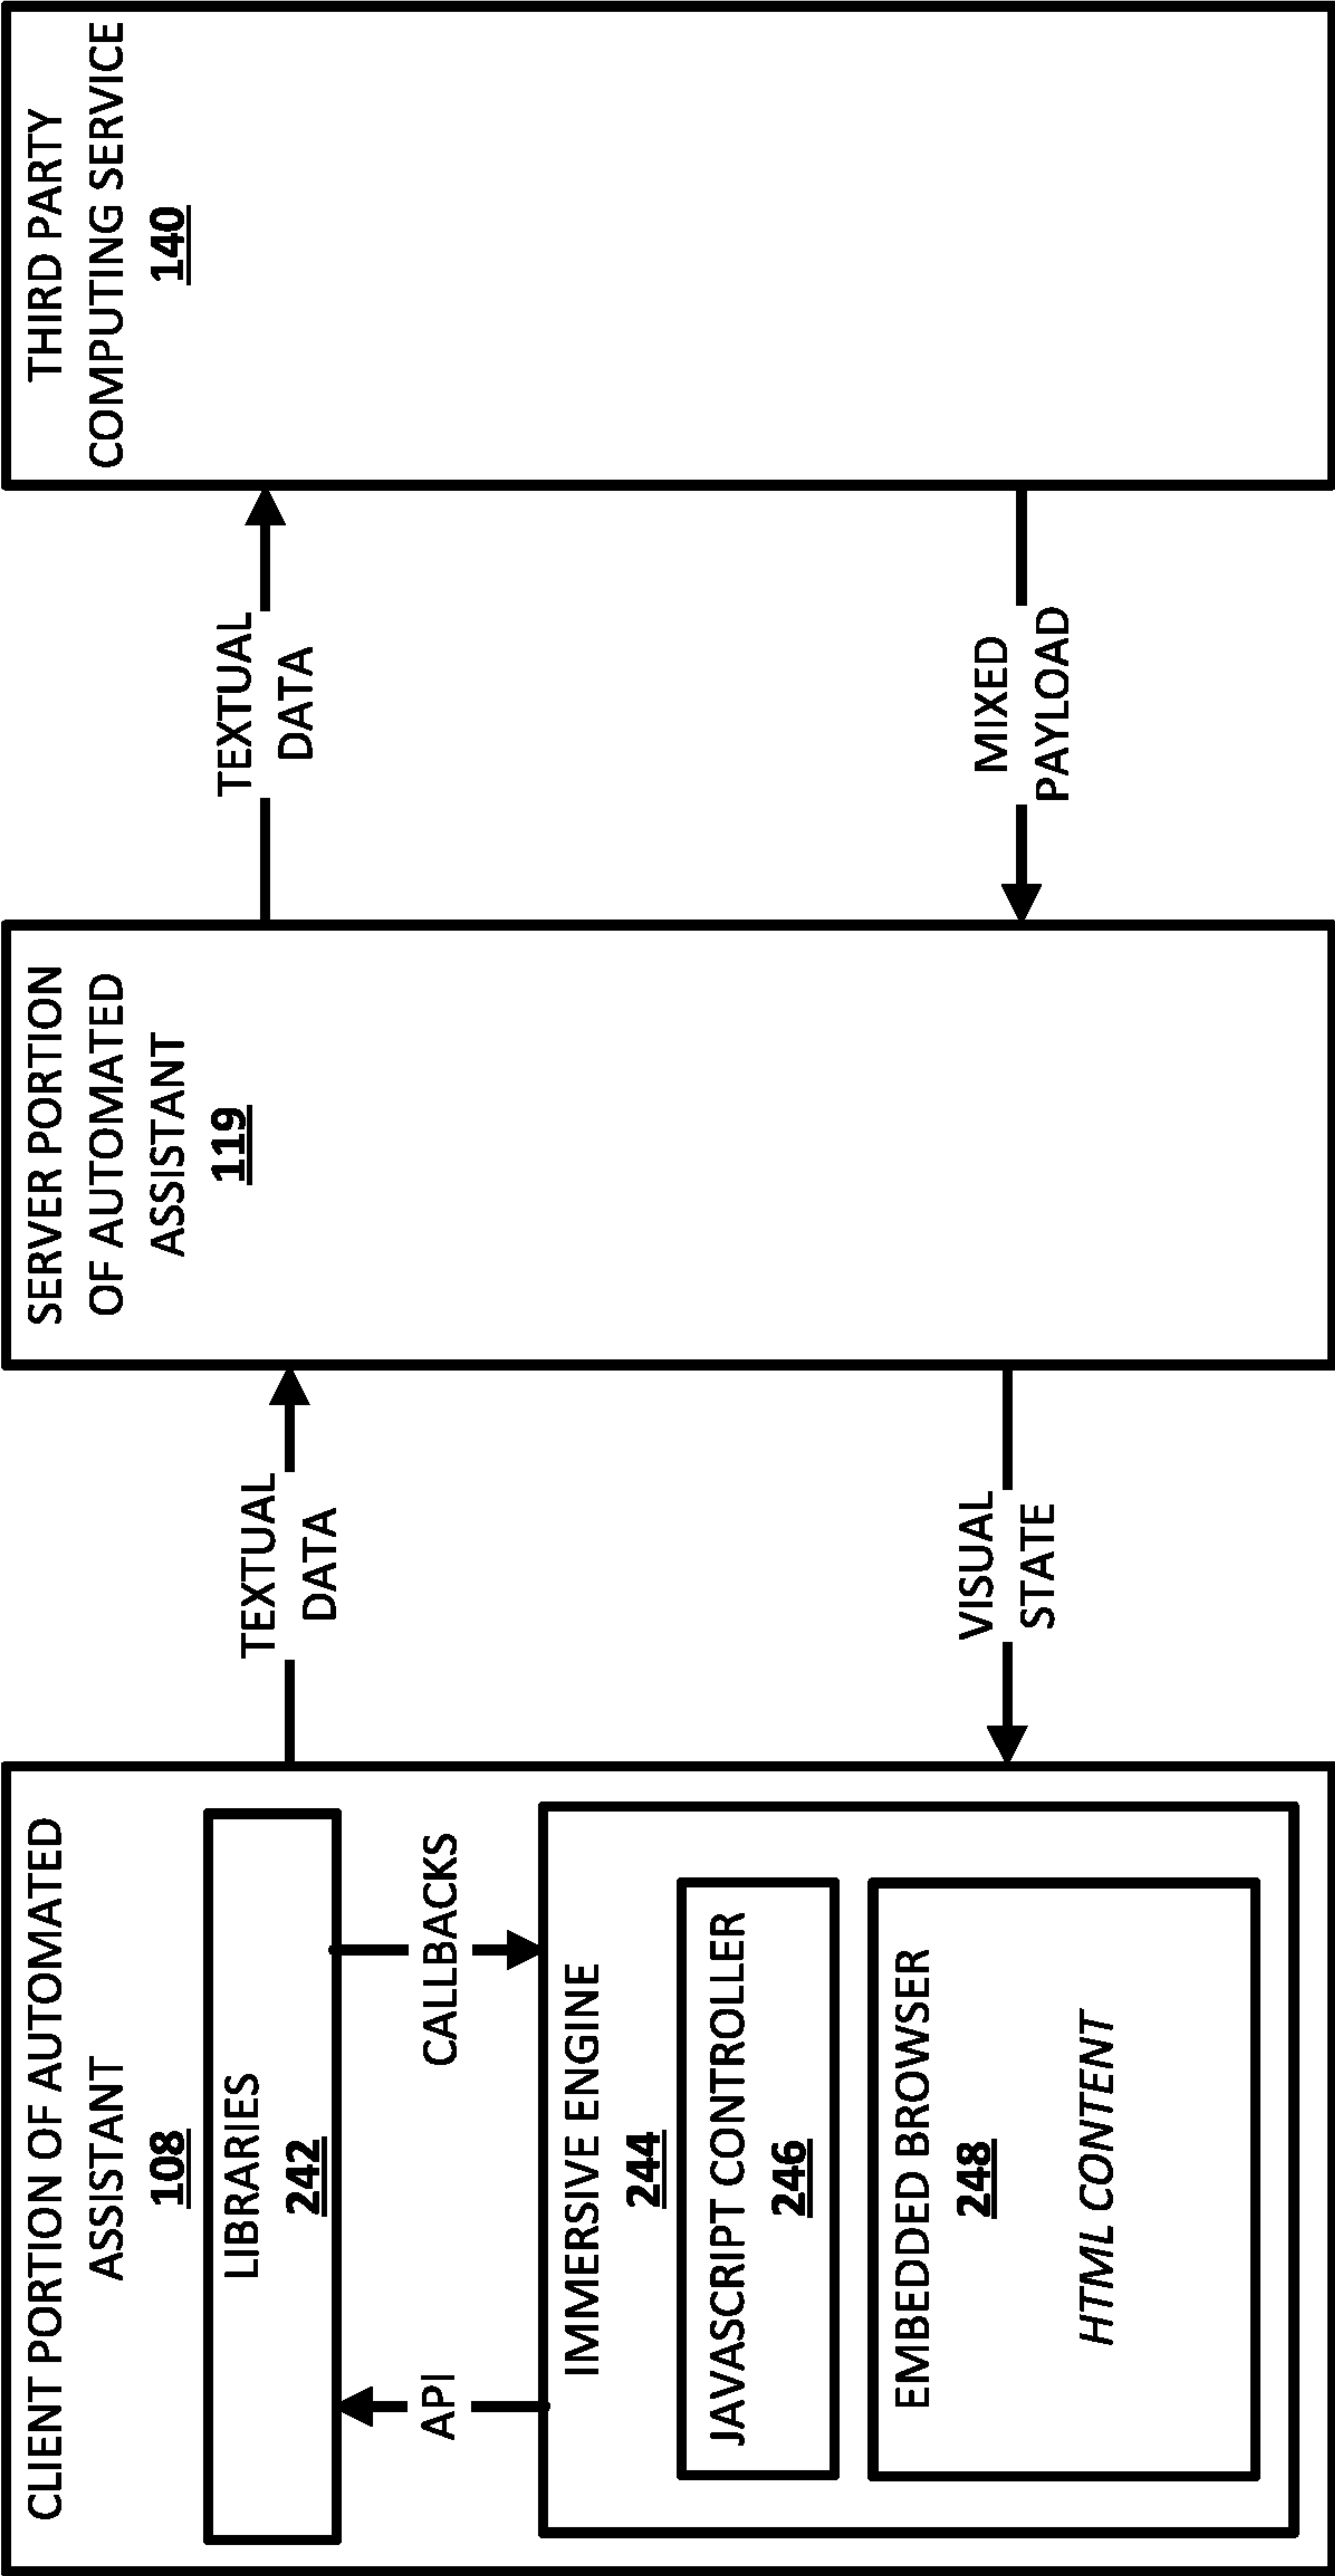 CLIENT PORTION OF AUTOMATED
ASSISTANT
108
LIBRARIES
242
API
CALLBACKS
IMMERSIVE ENGINE
244
JAVASCRIPT CONTROLLER
246
EMBEDDED BROWSER
248
HTML CONTENT
TEXTUAL
DATA
VISUAL
STATE
SERVER PORTION
OF AUTOMATED
ASSISTANT
119
TEXTUAL
DATA
MIXED
PAYLOAD
THIRD PARTY
COMPUTING SERVICE
140